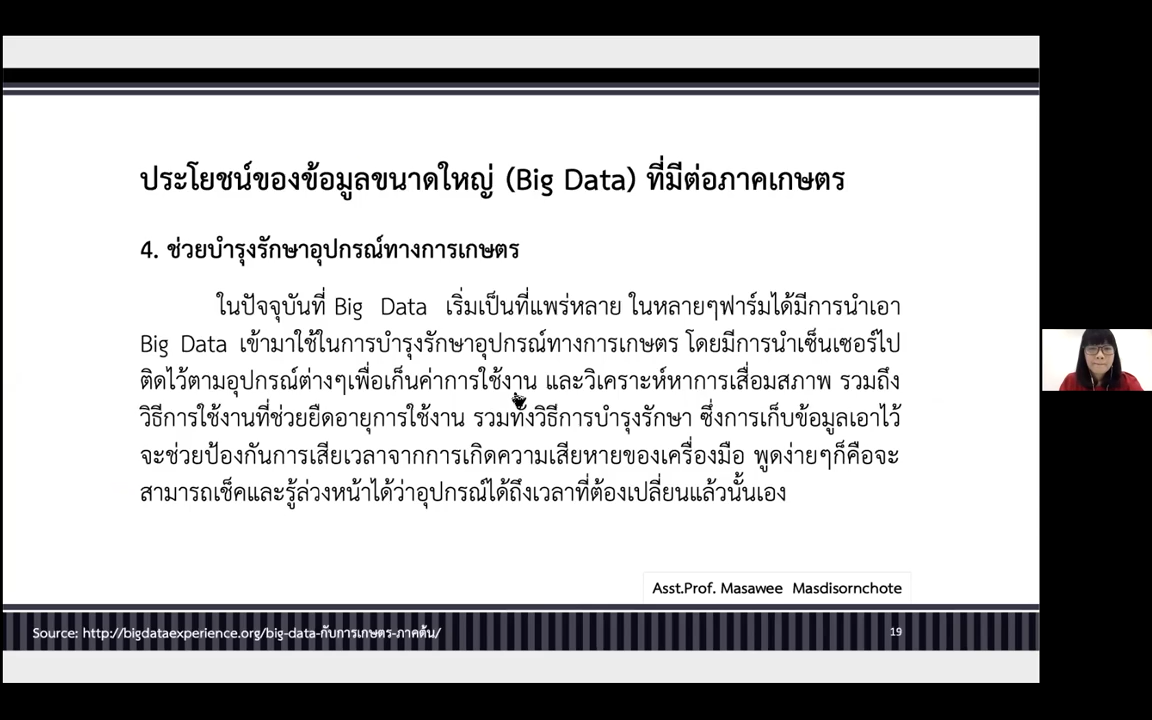 ประโยชน์ของข้อมูลขนาดใหญ่ (Big Data) ที่มีต่อภาคเกษตร
4. ช่วยบำรุงรักษาอุปกรณ์ทางการเกษตร
ในปัจจุบันที่ Big Data เริ่มเป็นที่แพร่หลาย ในหลายๆฟาร์มได้มีการนำเอา
Big Data เข้ามาใช้ในการบำรุงรักษาอุปกรณ์ทางการเกษตร โดยมีการนำเซ็นเซอร์ไป
ติดไว้ตามอุปกรณ์ต่างๆเพื่อเก็บค่าการใช้งาน และวิเคราะห์หาการเสื่อมสภาพ รวมถึง
วิธีการใช้งานที่ช่วยยืดอายุการใช้งาน รวมทั้งวิธีการบำรุงรักษา ซึ่งการเก็บข้อมูลเอาไว้
จะช่วยป้องกันการเสียเวลาจากการเกิดความเสียหายของเครื่องมือ พูดง่ายๆก็คือจะ
สามารถเช็คและรู้ล่วงหน้าได้ว่าอุปกรณ์ได้ถึงเวลาที่ต้องเปลี่ยนแล้วนั้นเอง
Asst.Prof. Masawee Masdisornchote
Source: http://bigdataexperience.org/big-data-กับการเกษตร-ภาคต้น/
19